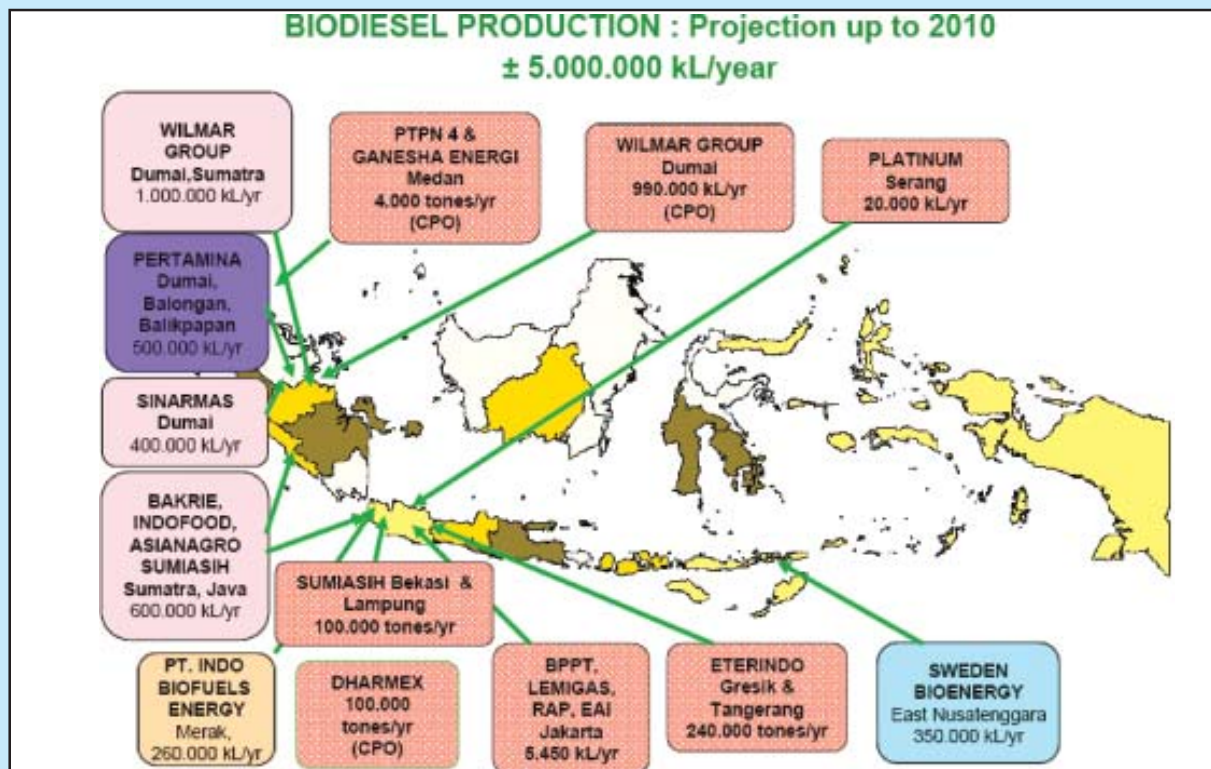 BIODIESEL PRODUCTION : Projection up to 2010
± 5.000.000 kL/year
WILMAR
GROUP
Dumai,Sumatra
1.000.000 kL/yr
PTPN 4 &
GANESHA ENERGI
Medan
4.000 tones/yr
(CPO)
WILMAR GROUP
Dumai
990.000 kL/yr
(CPO)
PLATINUM
Serang
20.000 kL/yr
PERTAMINA
Dumai,
Balongan,
Balikpapan
500.000 kL/yr
SINARMAS
Dumai
400.000 kL/yr
BAKRIE,
INDOFOOD,
ASIANAGRO
SUMIASIH
Sumatra, Java
600.000 kL/yr
SUMIASIH Bekasi &
Lampung
100.000 tones/yr
PT. INDO
BIOFUELS
ENERGY
Merak,
260.000 kL/yr
DHARMEX
100.000
tones/yr
(CPO)
BPPT,
LEMIGAS,
RAP, EAI
Jakarta
5.450 kL/yr
ETERINDO
Gresik &
Tangerang
240.000 tones/yr
SWEDEN
BIOENERGY
East Nusatenggara
350.000 kL/yr